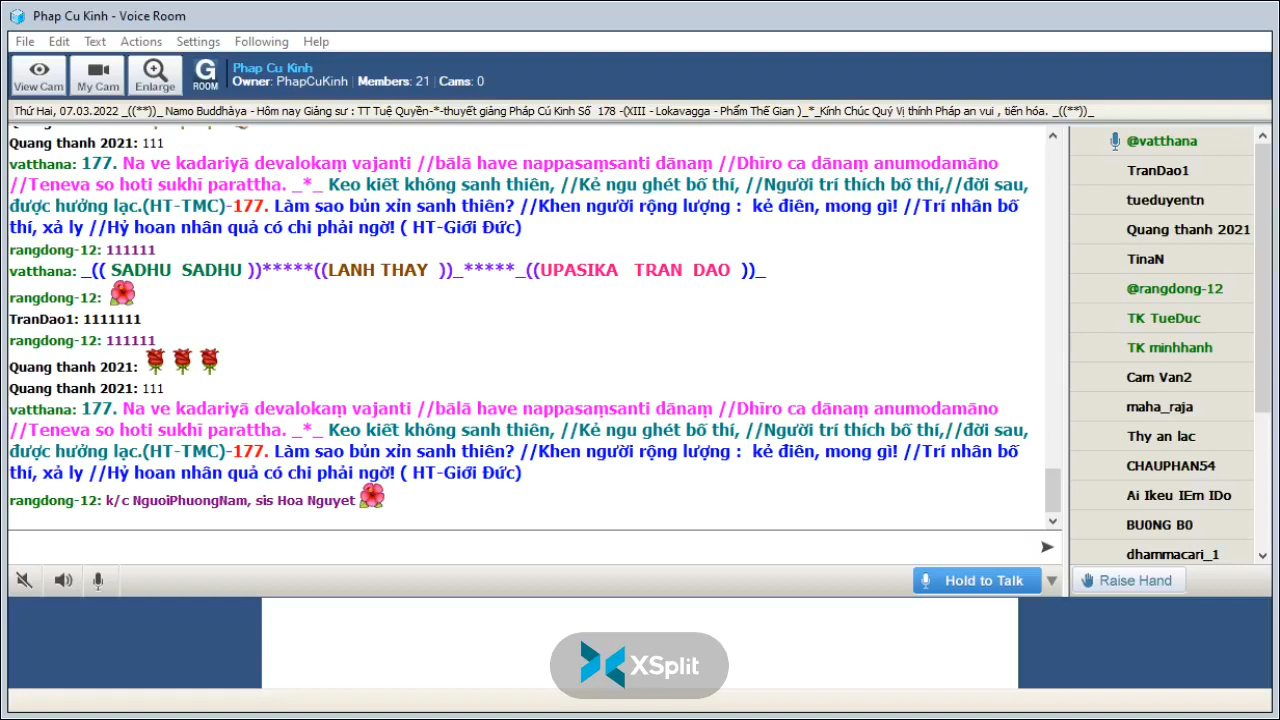 Phap Cu Kinh - Voice Room
File Edit Text Actions Settings Following Help
View Cam My Cam Enlarge G ROOM
Phap Cu Kinh
Owner: PhapCuKinh | Members: 21 | Cams: 0
Thứ Hai, 07.03.2022 _((**))_ Namo Buddhàya - Hôm nay Giảng sư : TT Tuệ Quyền-*-thuyết giảng Pháp Cú Kinh Số 178 -(XIII - Lokavagga - Phẩm Thế Gian )_*_Kính Chúc Quý Vị thính Pháp an vui , tiến hóa. _((**))_
Quang thanh 2021: 111
vatthana: 177. Na ve kadariyā devalokaṃ vajanti //bālā have nappasaṃsanti dānaṃ //Dhīro ca dānaṃ anumodamāno
//Teneva so hoti sukhī parattha. _*_ Keo kiết không sanh thiên, //Kẻ ngu ghét bố thí, //Người trí thích bố thí,//đời sau,
được hưởng lạc.(HT-TMC)-177. Làm sao bủn xỉn sanh thiên? //Khen người rộng lượng : kẻ điên, mong gì! //Trí nhân bố
thí, xả ly //Hỷ hoan nhân quả có chi phải ngờ! ( HT-Giới Đức)
rangdong-12: 111111
vatthana: _(( SADHU SADHU ))*****((LANH THAY ))_*****_((UPASIKA TRAN DAO ))_
rangdong-12:
TranDao1: 1111111
rangdong-12: 111111
Quang thanh 2021:
Quang thanh 2021: 111
vatthana: 177. Na ve kadariyā devalokaṃ vajanti //bālā have nappasaṃsanti dānaṃ //Dhīro ca dānaṃ anumodamāno
//Teneva so hoti sukhī parattha. _*_ Keo kiết không sanh thiên, //Kẻ ngu ghét bố thí, //Người trí thích bố thí,//đời sau,
được hưởng lạc.(HT-TMC)-177. Làm sao bủn xỉn sanh thiên? //Khen người rộng lượng : kẻ điên, mong gì! //Trí nhân bố
thí, xả ly //Hỷ hoan nhân quả có chi phải ngờ! ( HT-Giới Đức)
rangdong-12: k/c NguoiPhuongNam, sis Hoa Nguyet
@vatthana
TranDao1
tueduyentn
Quang thanh 2021
TinaN
@rangdong-12
TK TueDuc
TK minhhanh
Cam Van2
maha_raja
Thy an lac
CHAUPHAN54
Ai Ikeu IEm IDo
BU0NG B0
dhammacari_1
Hold to Talk
Raise Hand
XSplit